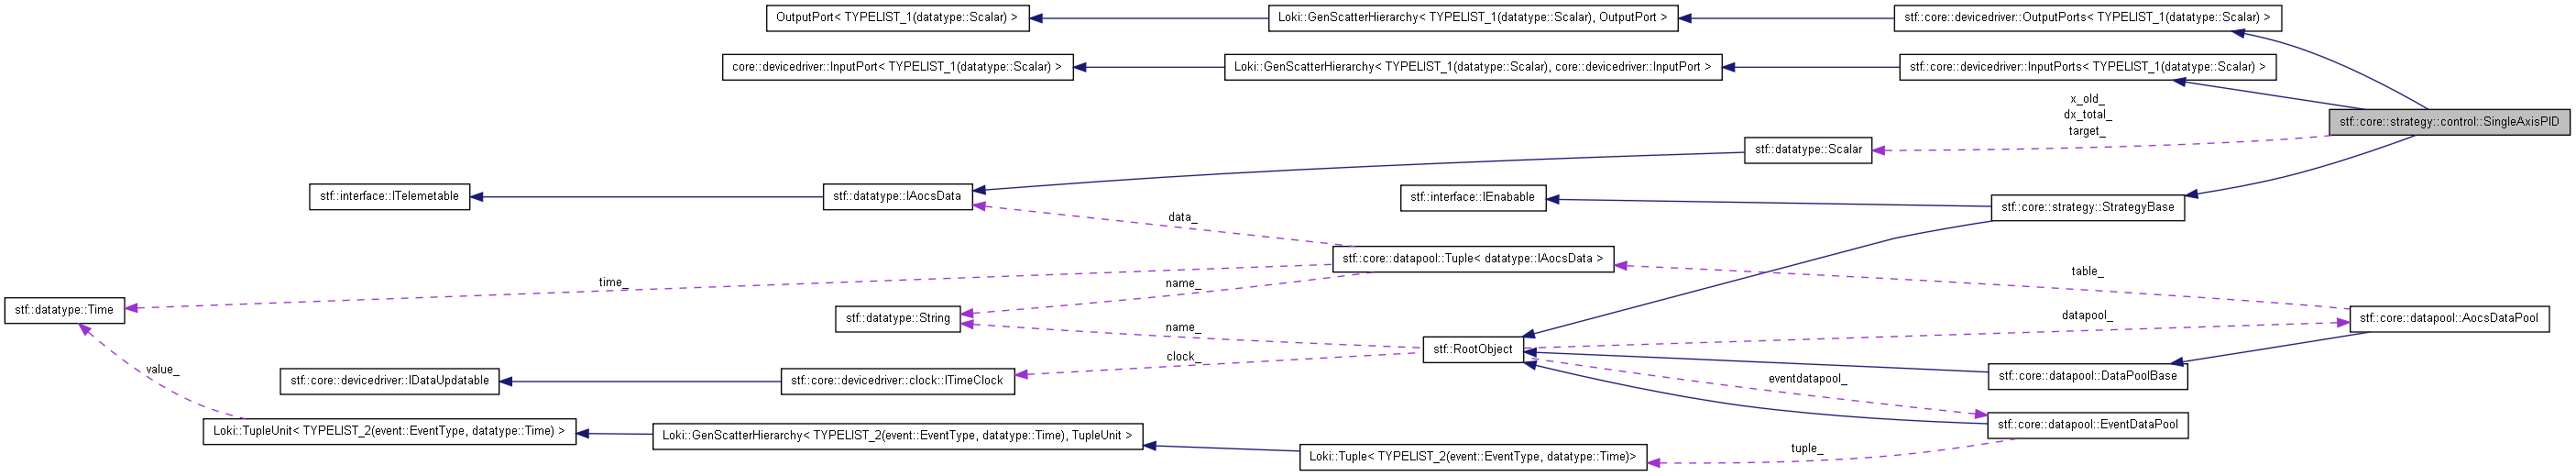 OutputPort< TYPELIST_1(datatype::Scalar) >
Loki::GenScatterHierarchy< TYPELIST_1(datatype::Scalar), OutputPort >
stf::core::devicedriver::OutputPorts< TYPELIST_1(datatype::Scalar) >
core::devicedriver::InputPort< TYPELIST_1(datatype::Scalar) >
Loki::GenScatterHierarchy< TYPELIST_1(datatype::Scalar), core::devicedriver::InputPort >
stf::core::devicedriver::InputPorts< TYPELIST_1(datatype::Scalar) >
x_old_
dx_total_
target_
stf::core::strategy::control::SingleAxisPID
stf::datatype::Scalar
stf::interface::ITelemetable
stf::datatype::IAocsData
stf::interface::IEnabable
stf::core::strategy::StrategyBase
data_
stf::core::datapool::Tuple< datatype::IAocsData >
table_
time_
name_
stf::datatype::Time
stf::datatype::String
name_
datapool_
stf::core::datapool::AocsDataPool
stf::RootObject
clock_
value_
stf::core::devicedriver::IDataUpdatable
stf::core::devicedriver::clock::ITimeClock
eventdatapool_
stf::core::datapool::DataPoolBase
Loki::TupleUnit< TYPELIST_2(event::EventType, datatype::Time) >
Loki::GenScatterHierarchy< TYPELIST_2(event::EventType, datatype::Time), TupleUnit >
stf::core::datapool::EventDataPool
tuple_
Loki::Tuple< TYPELIST_2(event::EventType, datatype::Time)>